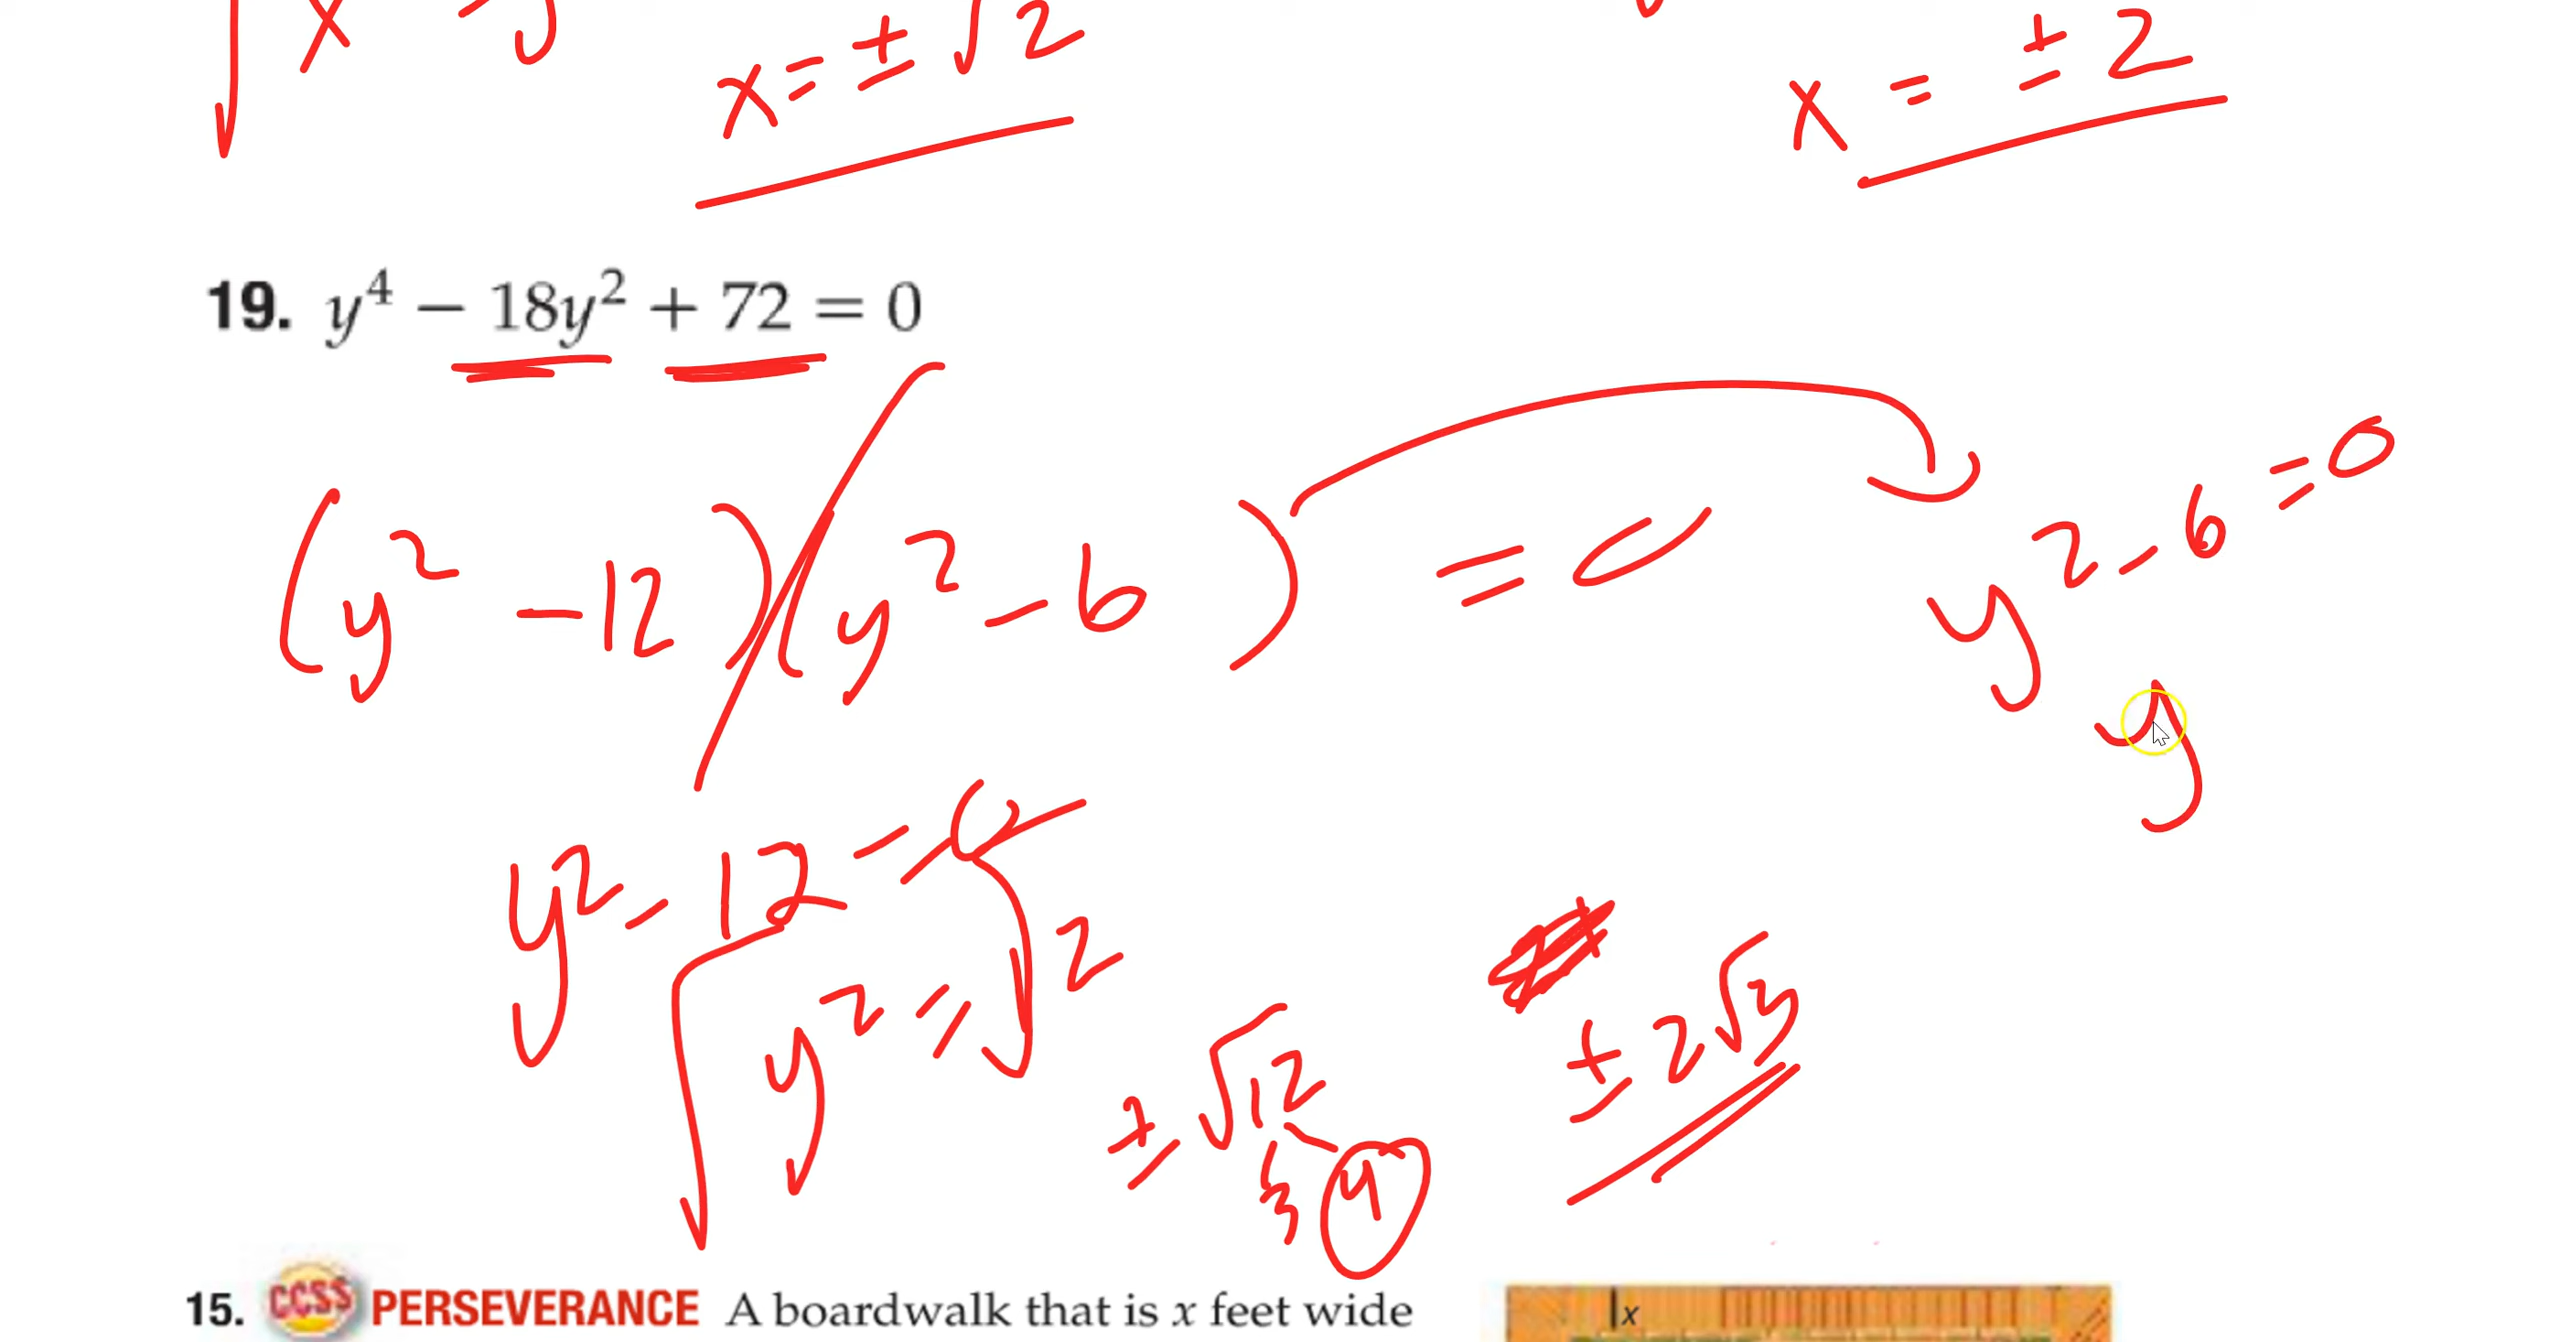 x = ± √2
x = ± 2
19. y⁴ − 18y² + 72 = 0
(y² − 12)(y² − 6) = 0
y² − 6 = 0
y
y² − 12 = 0
y² =
± √12
3 4
± 2√3
15. CCSS PERSEVERANCE A boardwalk that is x feet wide
x